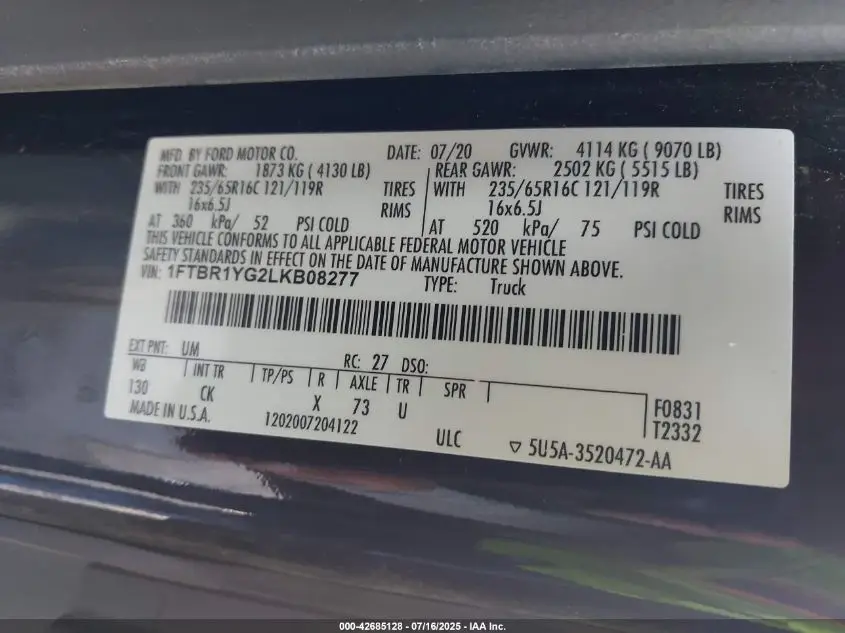 MFD. BY FORD MOTOR CO. DATE: 07/20 GVWR: 4114 KG ( 9070 LB)
FRONT GAWR: 1873 KG ( 4130 LB) REAR GAWR: 2502 KG ( 5515 LB)
WITH 235/65R16C 121/119R TIRES WITH 235/65R16C 121/119R TIRES
16x6.5J RIMS 16x6.5J RIMS
AT 360 kPa/ 52 PSI COLD AT 520 kPa/ 75 PSI COLD
THIS VEHICLE CONFORMS TO ALL APPLICABLE FEDERAL MOTOR VEHICLE
SAFETY STANDARDS IN EFFECT ON THE DATE OF MANUFACTURE SHOWN ABOVE.
VIN: 1FTBR1YG2LKB08277 TYPE: Truck
EXT PNT: UM RC: 27 DSO:
WB INT TR TP/PS R AXLE TR SPR
130 CK X 73 U
F0831
T2332
MADE IN U.S.A. 1202007204122
ULC ▽ 5U5A-3520472-AA
000-42685128 - 07/16/2025 - IAA Inc.